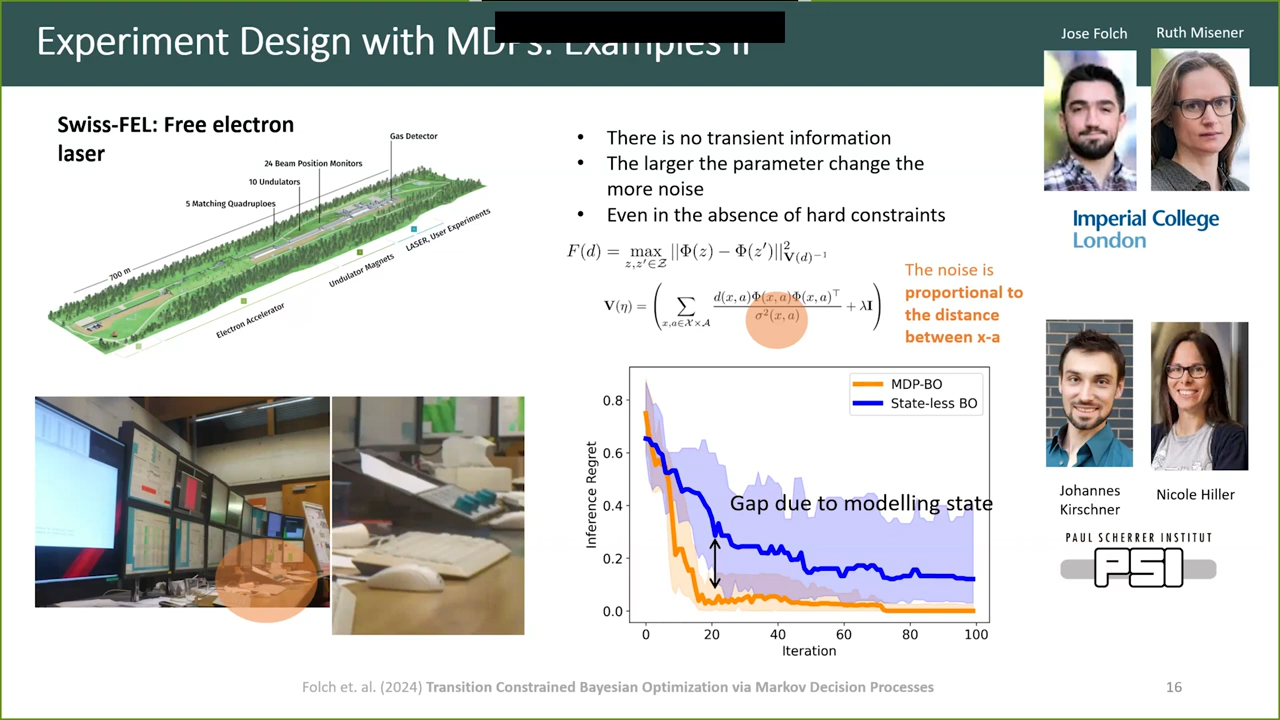 Experiment Design with MDPs: Examples II
Jose Folch
Ruth Misener
Swiss-FEL: Free electron
laser
Gas Detector
24 Beam Position Monitors
10 Undulators
5 Matching Quadruploes
700 m
LASER, User Experiments
Undulator Magnets
Electron Accelerator
• There is no transient information
• The larger the parameter change the
more noise
• Even in the absence of hard constraints
Imperial College
London
F(d) = max_{z,z′∈𝒵} ||Φ(z) − Φ(z′)||²_{V(d)⁻¹}
V(η) = ( ∑_{x,a∈𝒳×𝒜} d(x,a)Φ(x,a)Φ(x,a)^⊤ / σ²(x,a) + λI )
The noise is
proportional to
the distance
between x-a
MDP-BO
State-less BO
Gap due to modelling state
Inference Regret
0.8
0.6
0.4
0.2
0.0
0 20 40 60 80 100
Iteration
Johannes
Kirschner
Nicole Hiller
PAUL SCHERRER INSTITUT
PSI
Folch et. al. (2024) Transition Constrained Bayesian Optimization via Markov Decision Processes
16